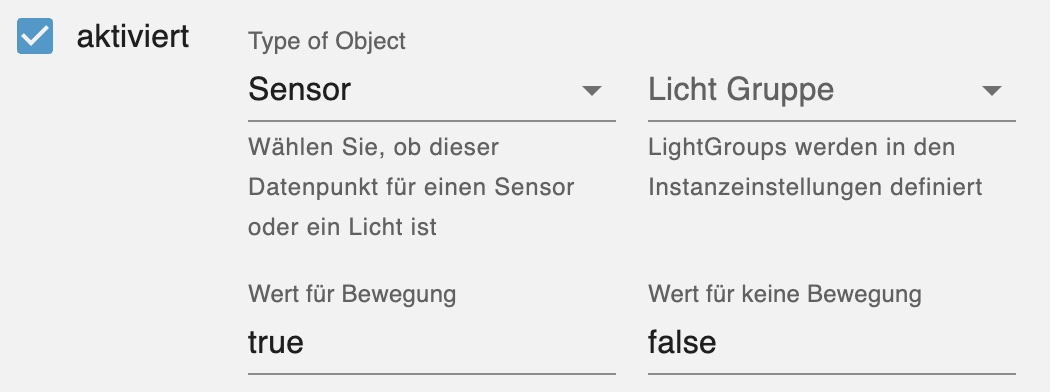 aktiviert
Type of Object
Sensor
Licht Gruppe
Wählen Sie, ob dieser
Datenpunkt für einen Sensor
oder ein Licht ist
LightGroups werden in den
Instanzeinstellungen definiert
Wert für Bewegung
true
Wert für keine Bewegung
false